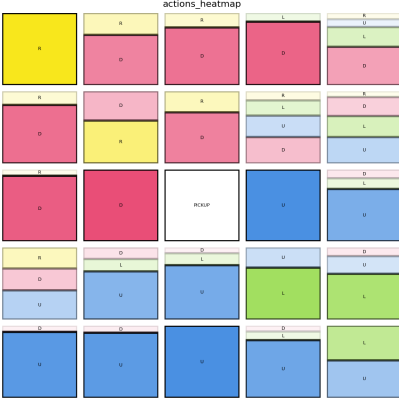 actions_heatmap
R R R L R
U
D D D D L
D
R D R R R
L D
D R D U L
D U
R D PICKUP U D
D L
U
R D D U D
D L L U
U U U L L
D D U D L
U U L U
U